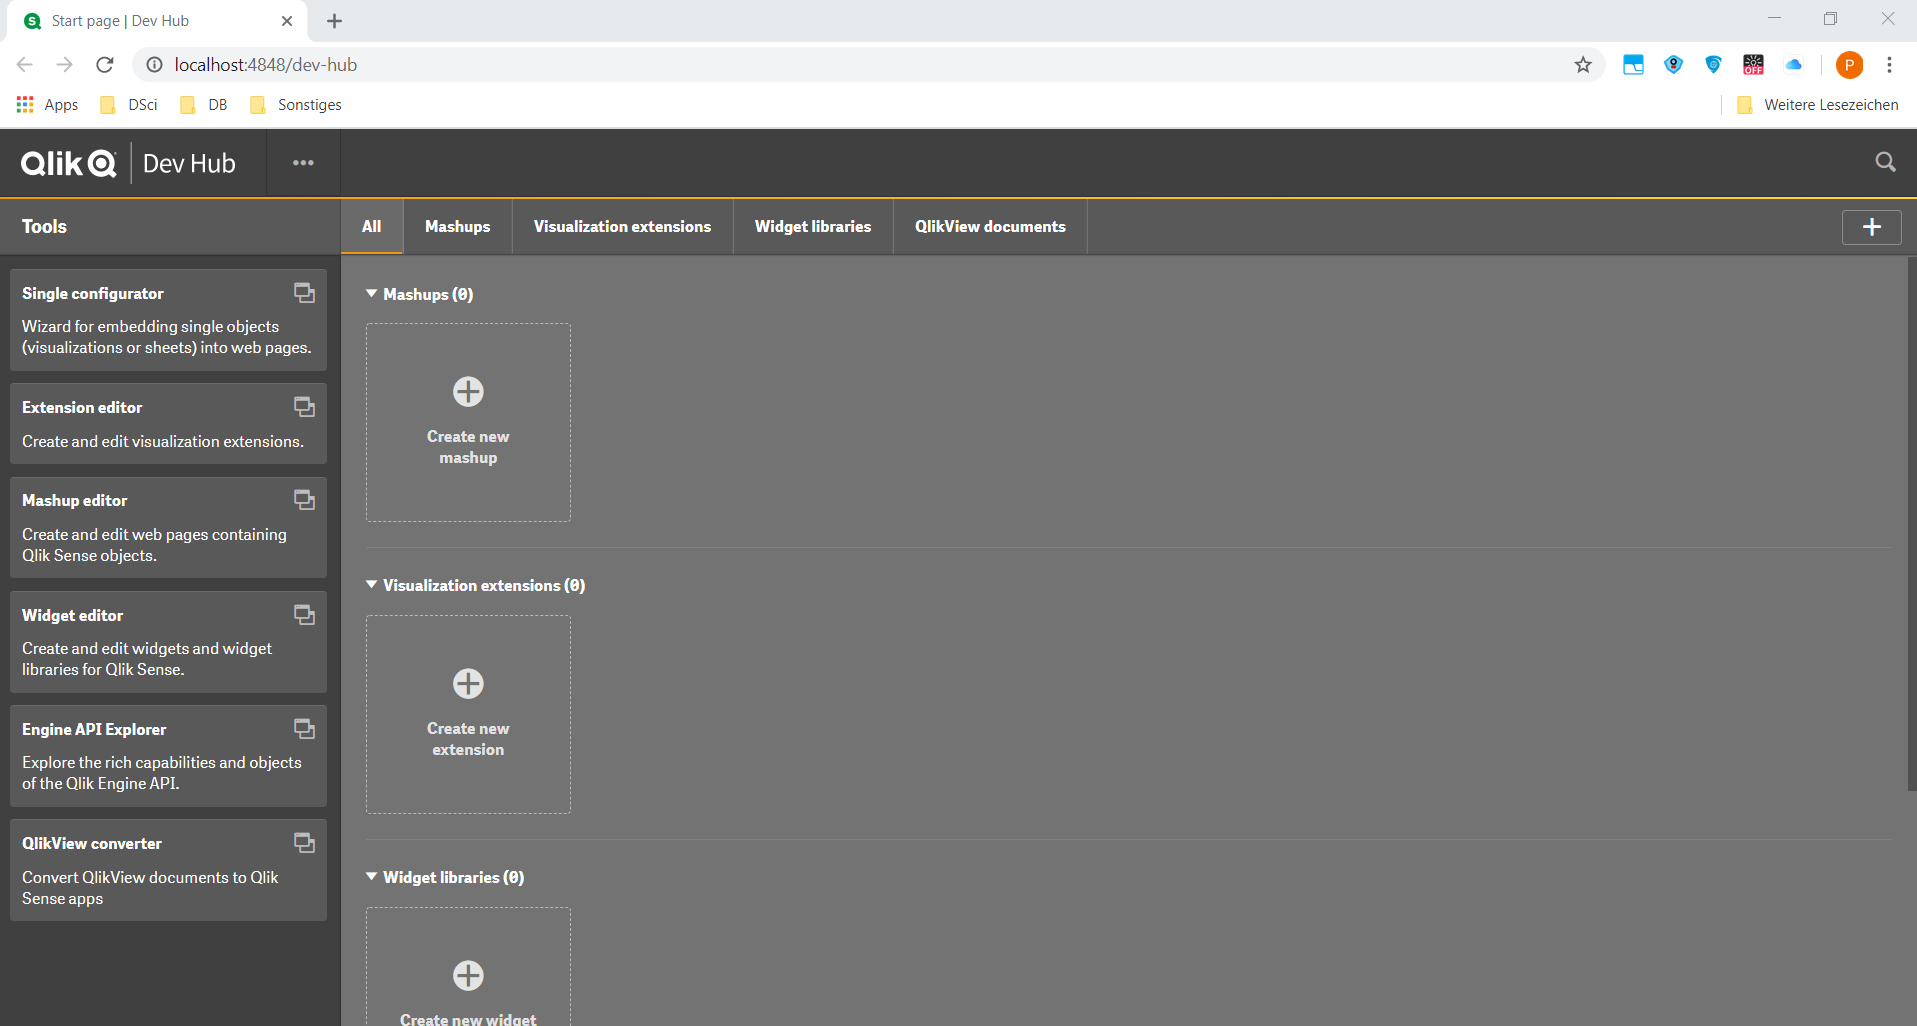 Start page | Dev Hub
localhost:4848/dev-hub
OFF
P
Apps
DSci
DB
Sonstiges
Weitere Lesezeichen
Qlik
Dev Hub
Tools
All
Mashups
Visualization extensions
Widget libraries
QlikView documents
Single configurator
Wizard for embedding single objects
(visualizations or sheets) into web pages.
Extension editor
Create and edit visualization extensions.
Mashup editor
Create and edit web pages containing
Qlik Sense objects.
Widget editor
Create and edit widgets and widget
libraries for Qlik Sense.
Engine API Explorer
Explore the rich capabilities and objects
of the Qlik Engine API.
QlikView converter
Convert QlikView documents to Qlik
Sense apps
Mashups (0)
Create new
mashup
Visualization extensions (0)
Create new
extension
Widget libraries (0)
Create new widget